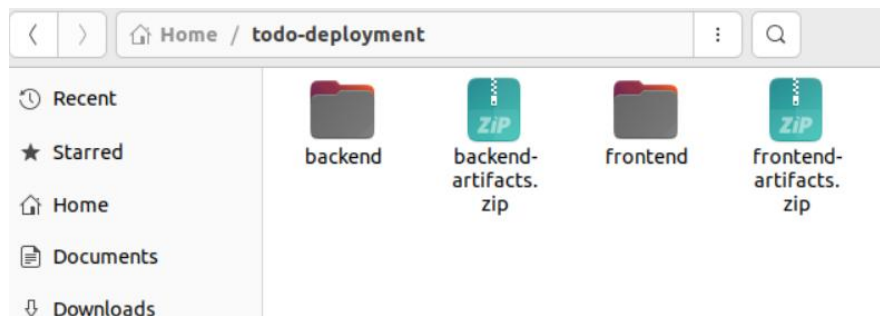 Home / todo-deployment
Recent
Starred
Home
Documents
Downloads
ZiP
ZiP
backend
backend-
artifacts.
zip
frontend
frontend-
artifacts.
zip